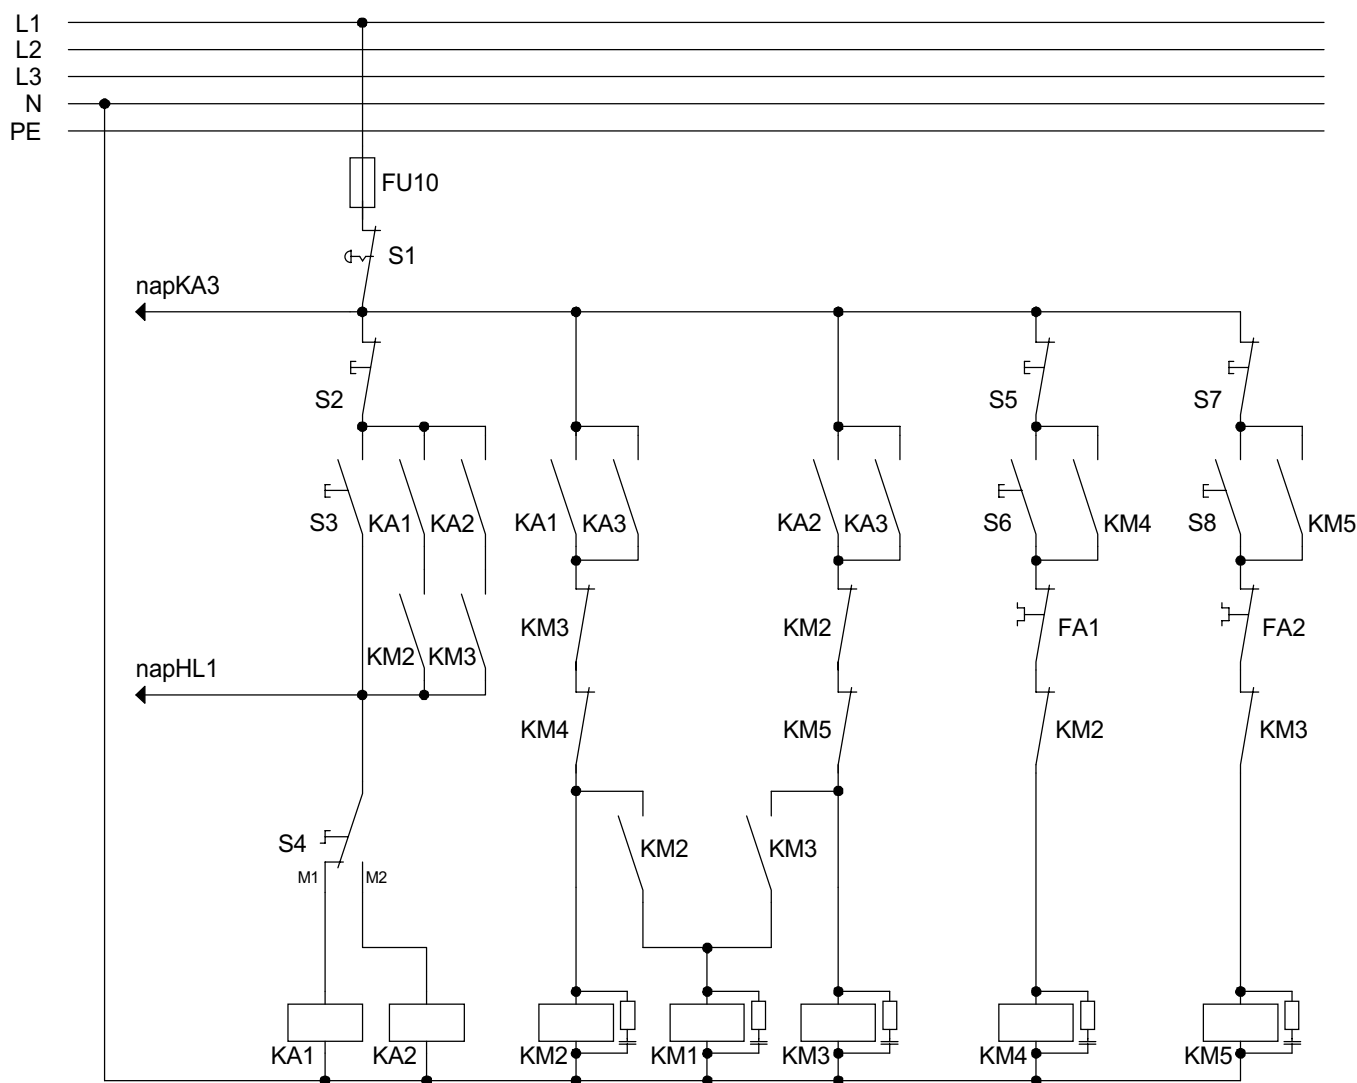 L1
L2
L3
N
PE
FU10
S1
napKA3
S2 S5 S7
S3 KA1 KA2 KA1 KA3 KA2 KA3 S6 KM4 S8 KM5
KM3 KM2 FA1 FA2
KM2 KM3
napHL1
KM4 KM5 KM2 KM3
S4 KM2 KM3
M1 M2
KA1 KA2 KM2 KM1 KM3 KM4 KM5